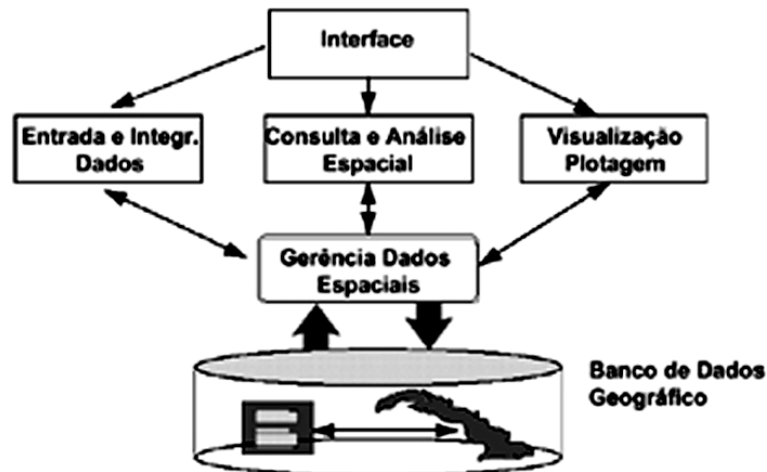 Interface
Entrada e Integr.
Dados
Consulta e Análise
Espacial
Visualização
Plotagem
Gerência Dados
Espaciais
Banco de Dados
Geográfico